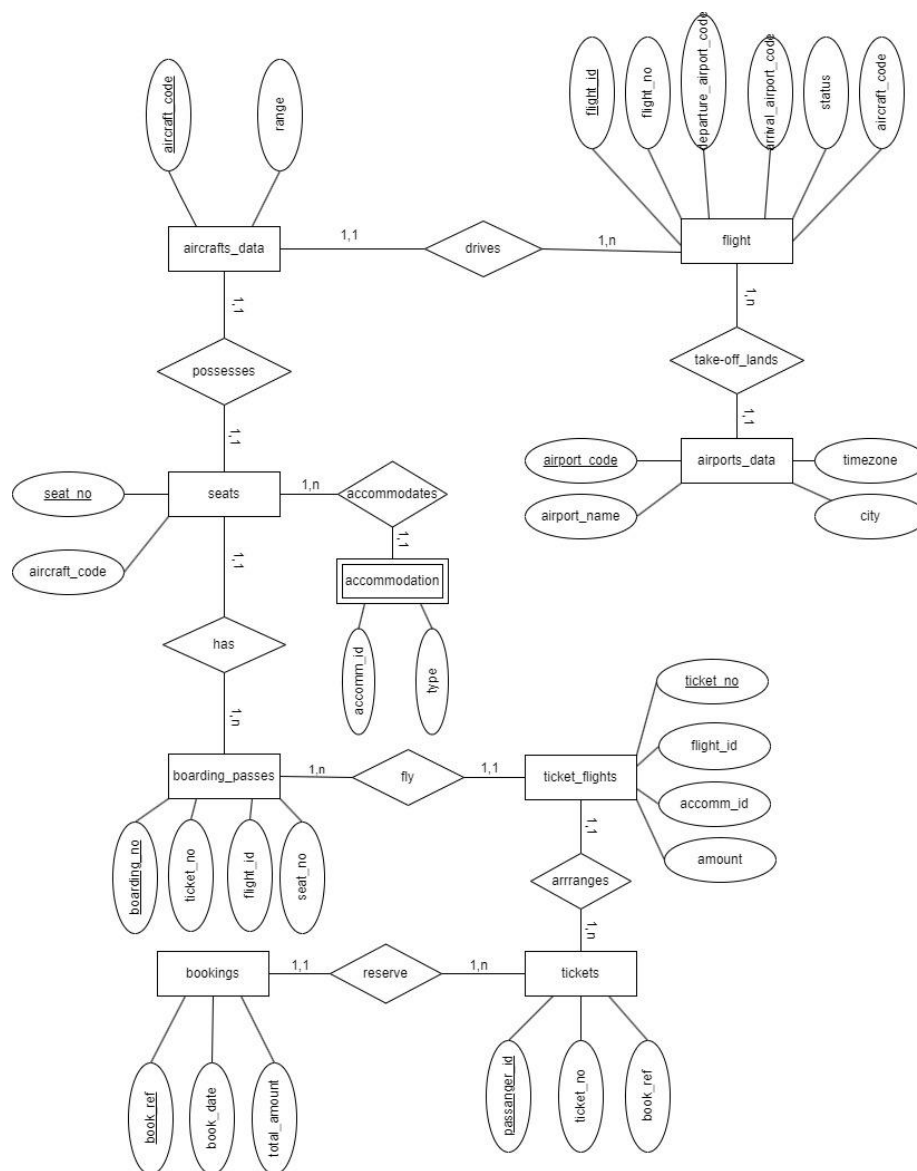 aircraft_code
range
flight_id
flight_no
departure_airport_code
arrival_airport_code
status
aircraft_code
aircrafts_data
1,1
drives
1,n
flight
1,1
1,n
possesses
take-off_lands
1,1
1,1
airport_code
airports_data
timezone
airport_name
city
seat_no
seats
1,n
accommodates
aircraft_code
1,1
1,1
accommodation
has
accomm_id
type
1,n
ticket_no
flight_id
boarding_passes
1,n
fly
1,1
ticket_flights
accomm_id
amount
boarding_no
ticket_no
flight_id
seat_no
1,1
arrranges
1,n
bookings
1,1
reserve
1,n
tickets
book_ref
book_date
total_amount
passanger_id
ticket_no
book_ref